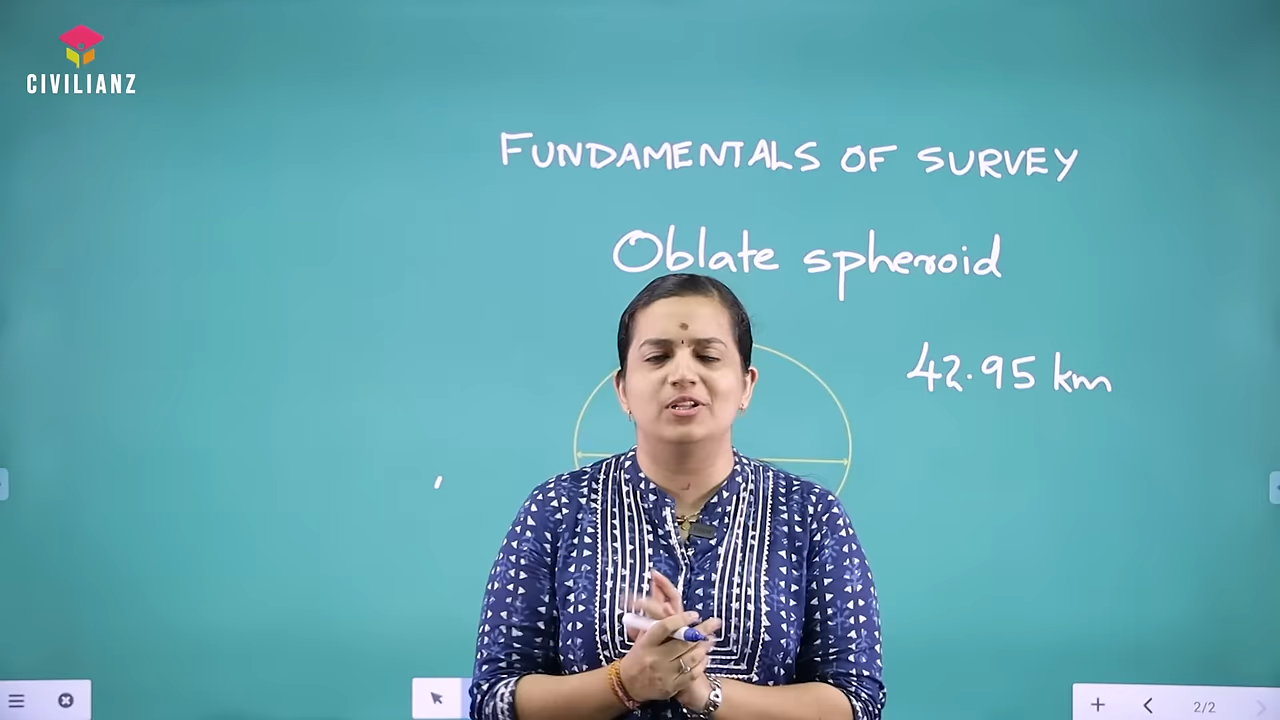 CIVILIANZ
FUNDAMENTALS OF SURVEY
Oblate spheroid
42.95 km
2/2